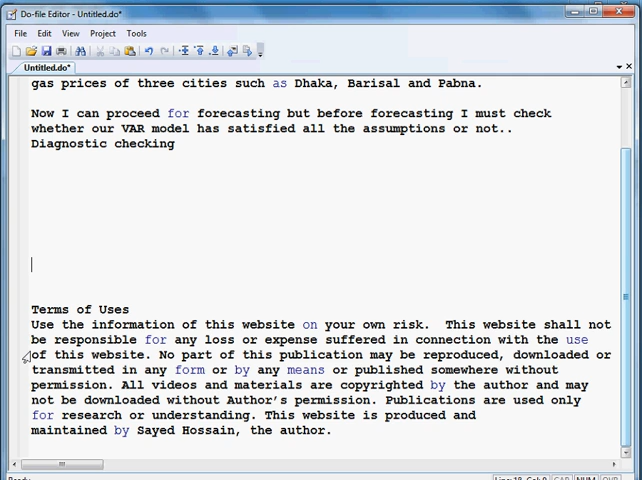 Do-file Editor - Untitled.do*
File Edit View Project Tools
Untitled.do*
gas prices of three cities such as Dhaka, Barisal and Pabna.
Now I can proceed for forecasting but before forecasting I must check
whether our VAR model has satisfied all the assumptions or not..
Diagnostic checking
Terms of Uses
Use the information of this website on your own risk.  This website shall not
be responsible for any loss or expense suffered in connection with the use
of this website. No part of this publication may be reproduced, downloaded or
transmitted in any form or by any means or published somewhere without
permission. All videos and materials are copyrighted by the author and may
not be downloaded without Author's permission. Publications are used only
for research or understanding. This website is produced and
maintained by Sayed Hossain, the author.